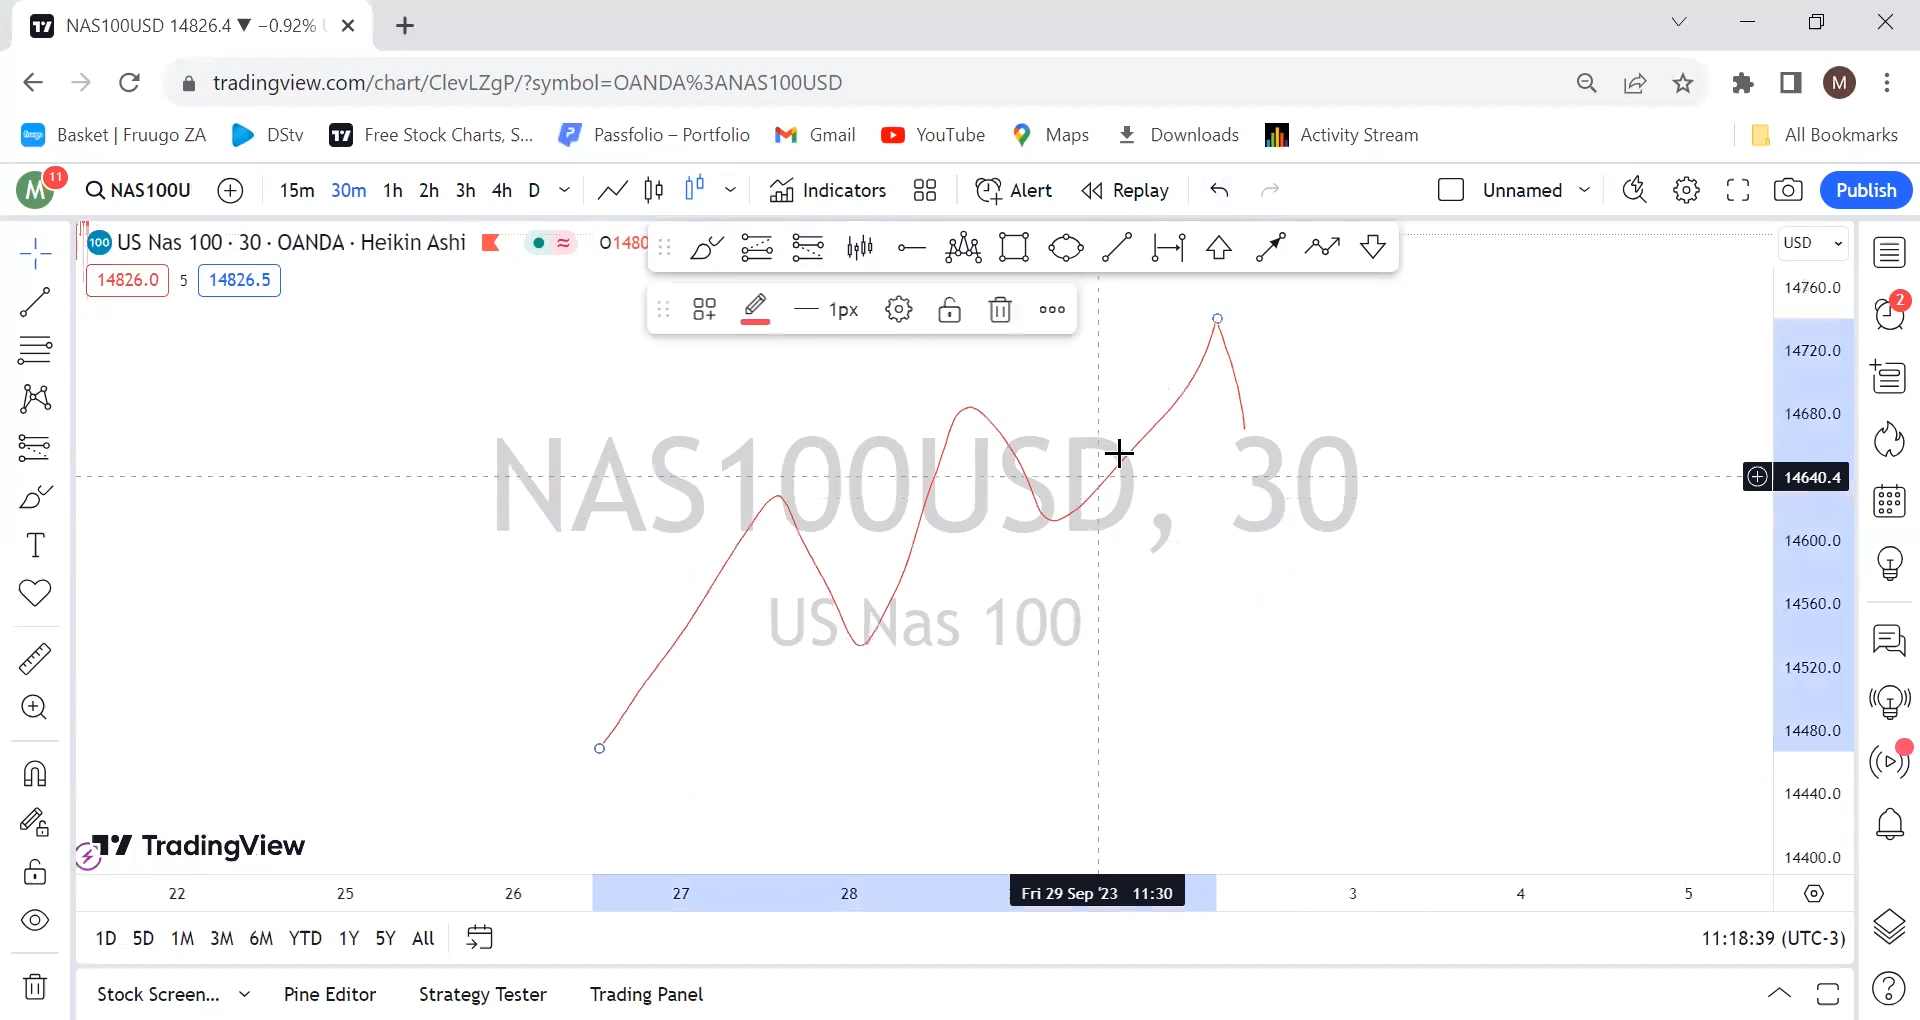 NAS100USD 14826.4 ▼ −0.92%
tradingview.com/chart/ClevLZgP/?symbol=OANDA%3ANAS100USD
M
Basket | Fruugo ZA
DStv
Free Stock Charts, S...
Passfolio – Portfolio
Gmail
YouTube
Maps
Downloads
Activity Stream
All Bookmarks
M
11
NAS100U
15m 30m 1h 2h 3h 4h D
Indicators
Alert
Replay
Unnamed
Publish
100 US Nas 100 · 30 · OANDA · Heikin Ashi
O1480
USD
14826.0 5 14826.5
1px
2
14760.0
14720.0
14680.0
14640.4
14600.0
14560.0
14520.0
14480.0
14440.0
14400.0
NAS100USD, 30
US Nas 100
TradingView
22 25 26 27 28 Fri 29 Sep '23 11:30 3 4 5
1D 5D 1M 3M 6M YTD 1Y 5Y All
11:18:39 (UTC-3)
Stock Screen... Pine Editor Strategy Tester Trading Panel